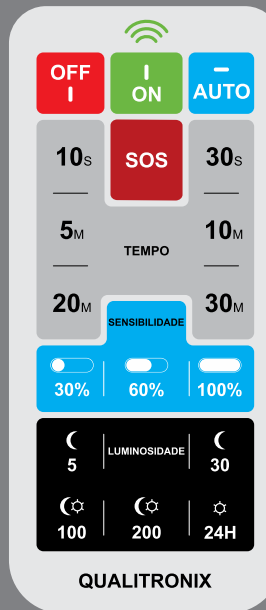 OFF
ON
AUTO
10s
SOS
30s
5M
TEMPO
10M
20M
30M
SENSIBILIDADE
30%
60%
100%
5
LUMINOSIDADE
30
100
200
24H
QUALITRONIX